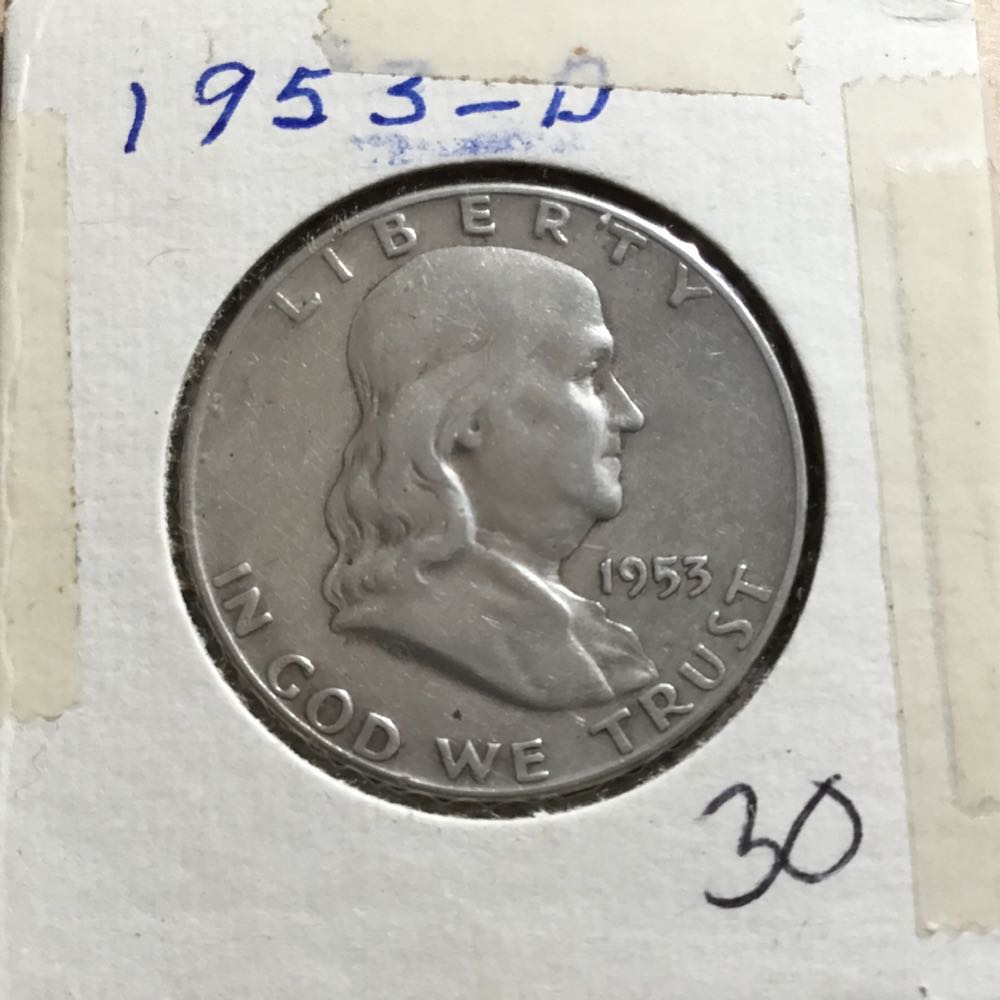 1953-D
LIBERTY
1953
IN GOD WE TRUST
30